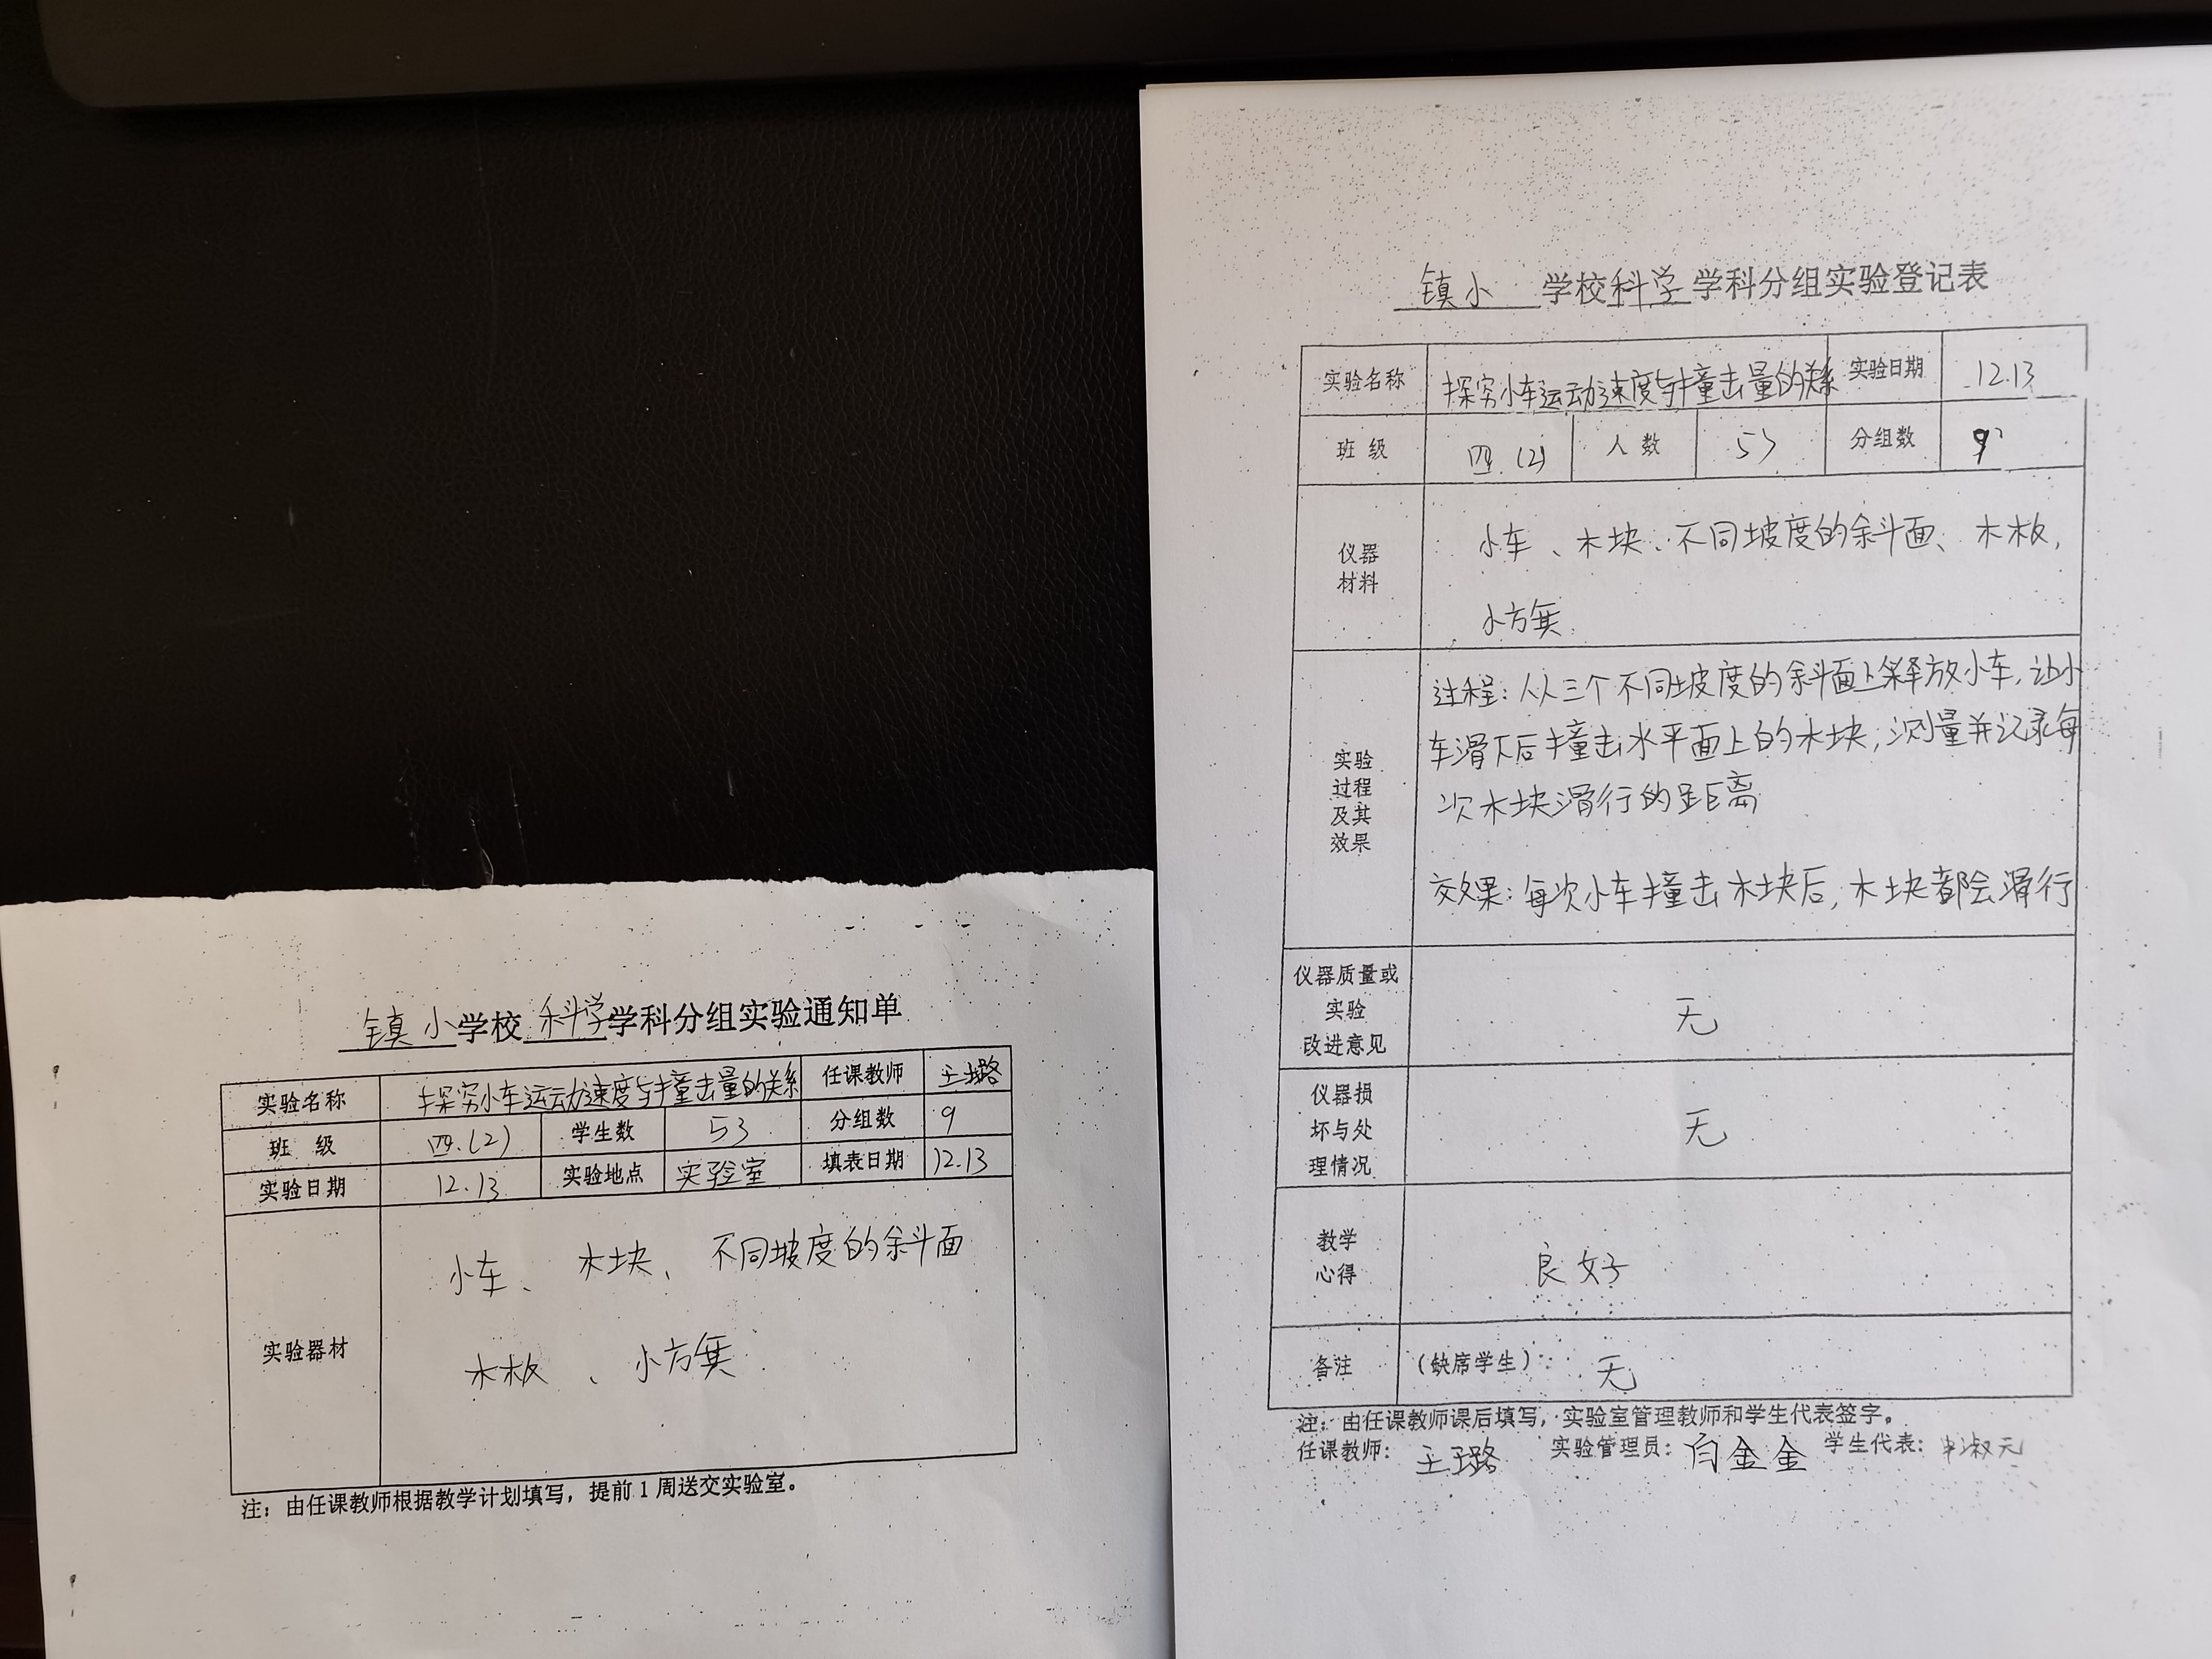 镇小学校科学学科分组实验通知单
实验名称 探究小车运动速度与撞击量的关系 任课教师 王璐
班 级 四.(2) 学生数 53 分组数 9
实验日期 12.13 实验地点 实验室 填表日期 12.13
实验器材
小车、木块、不同坡度的余斗面
木板、小方粪
注：由任课教师根据教学计划填写，提前1周送交实验室。
镇小 学校科学学科分组实验登记表
实验名称 探究小车运动速度与撞击量的关系 实验日期 12.13
班 级 四.(2) 人 数 53 分组数 9
仪器
材料
小车、木块、不同坡度的余斗面、木板,
小方粪
实验
过程
及其
效果
过程: 从三个不同坡度的余斗面上释放小车,让小
车滑下后撞击水平面上的木块;测量并记录每
次木块滑行的距离
效果:每次小车撞击木块后,木块都会滑行
仪器质量或
实验
改进意见
无
仪器损
坏与处
理情况
无
教学
心得
良好
备注 (缺席学生): 无
注：由任课教师课后填写，实验室管理教师和学生代表签字。
任课教师: 王璐 实验管理员: 白金金 学生代表: 淑元